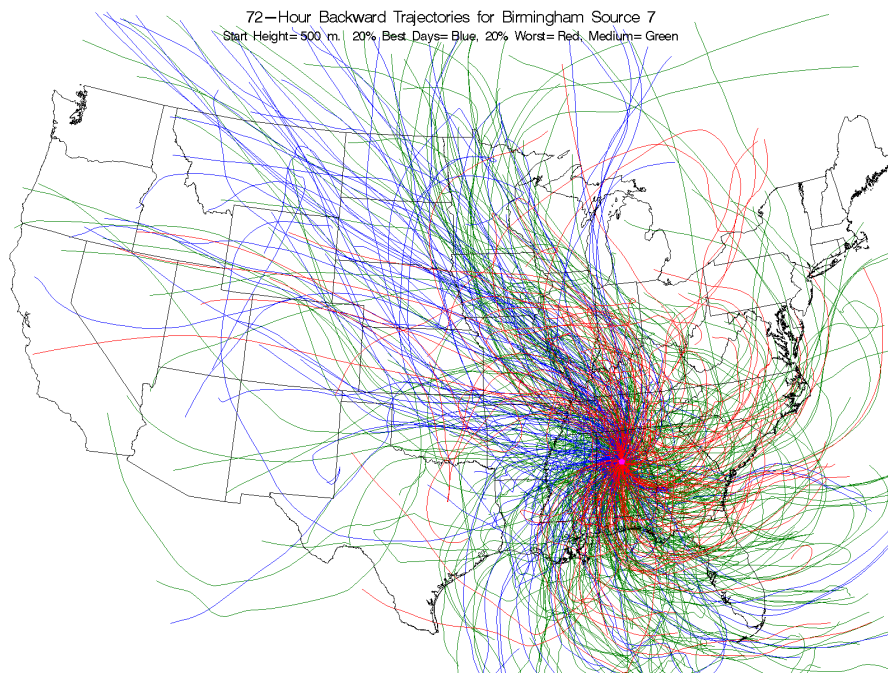 72-Hour Backward Trajectories for Birmingham Source 7
Start Height= 500 m. 20% Best Days= Blue, 20% Worst= Red, Medium= Green